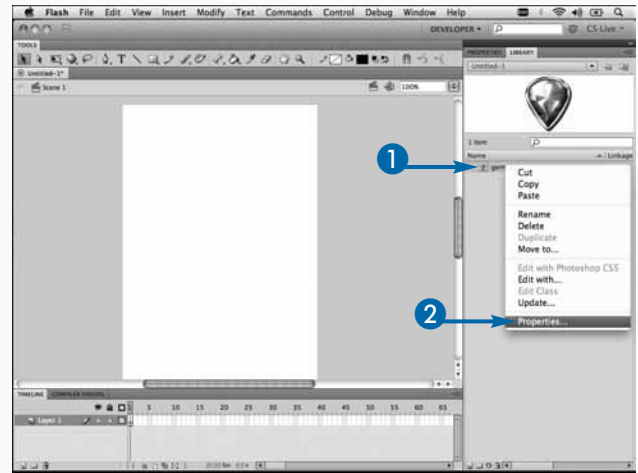 Flash File Edit View Insert Modify Text Commands Control Debug Window Help
DEVELOPER CS Live
TOOLS
PROPERTIES LIBRARY
Untitled-1*
Untitled-1
Scene 1
100%
1 item
Name Linkage
1
Cut
Copy
Paste
Rename
Delete
Duplicate
Move to...
Edit with Photoshop CS5
Edit with...
Edit Class
Update...
2
Properties...
TIMELINE COMPILER ERRORS
5 10 15 20 25 30 35 40 45 50 55 60 65
Layer 1